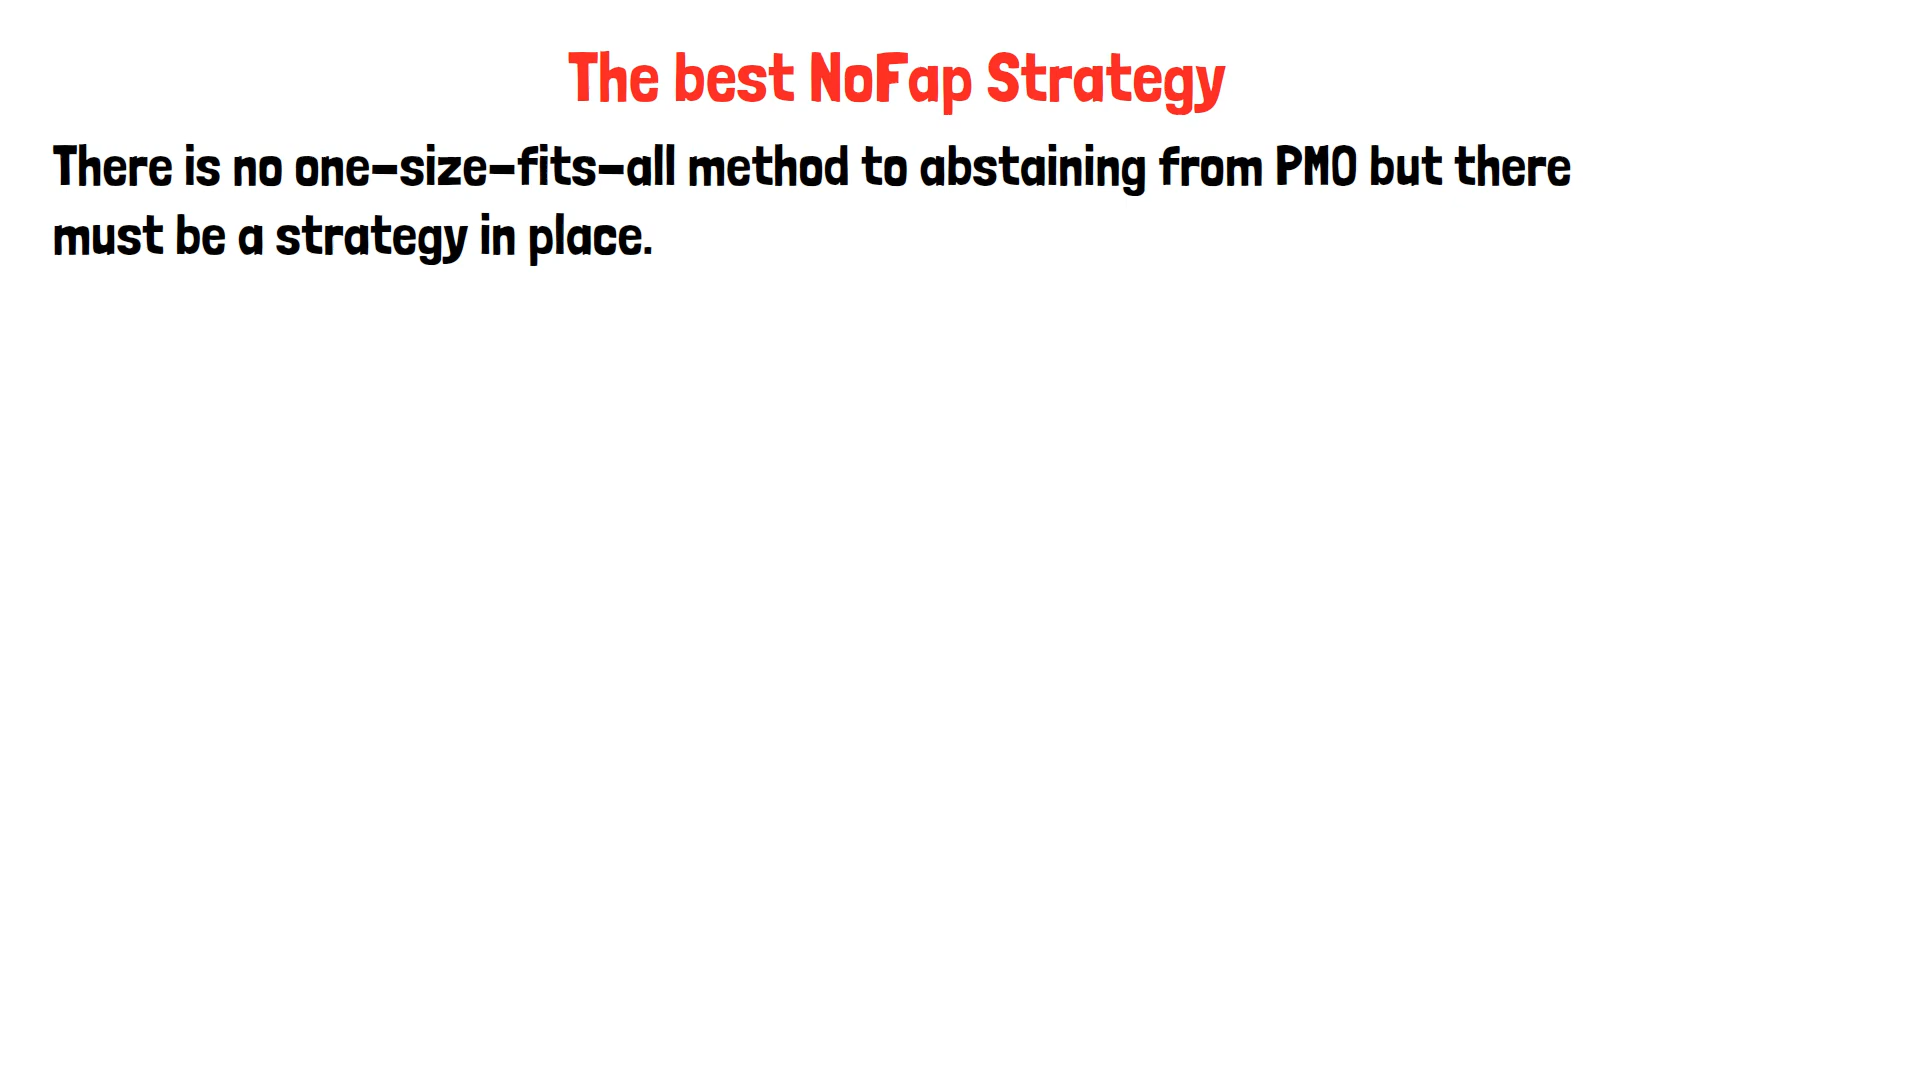 The best NoFap Strategy
There is no one-size-fits-all method to abstaining from PMO but there
must be a strategy in place.